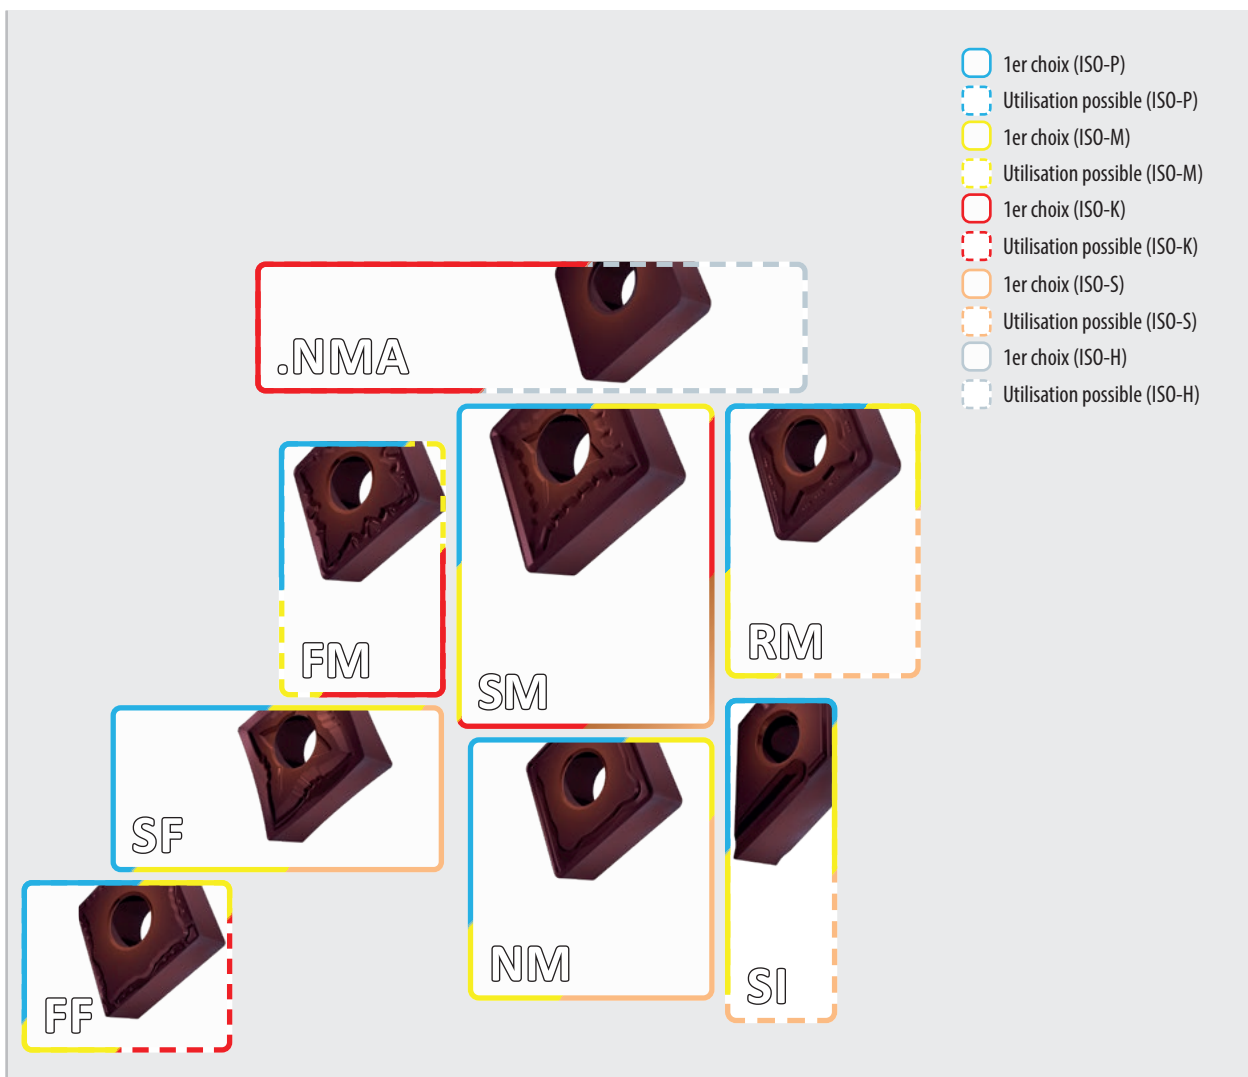 1er choix (ISO-P)
Utilisation possible (ISO-P)
1er choix (ISO-M)
Utilisation possible (ISO-M)
1er choix (ISO-K)
Utilisation possible (ISO-K)
1er choix (ISO-S)
Utilisation possible (ISO-S)
1er choix (ISO-H)
Utilisation possible (ISO-H)
.NMA
FM
SM
RM
SF
NM
SI
FF